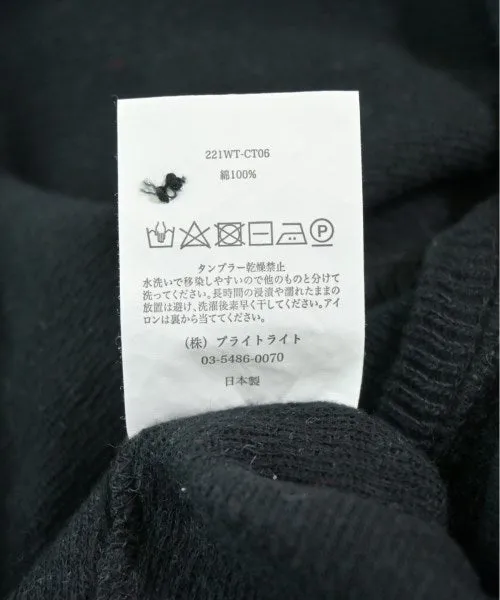 221WT-CT06
綿100%
P
タンブラー乾燥禁止
水洗いで移染しやすいので他のものと分けて
洗ってください。長時間の浸漬や濡れたままの
放置は避け、洗濯後素早く干してください。アイ
ロンは裏から当ててください。
(株) ブライトライト
03-5486-0070
日本製